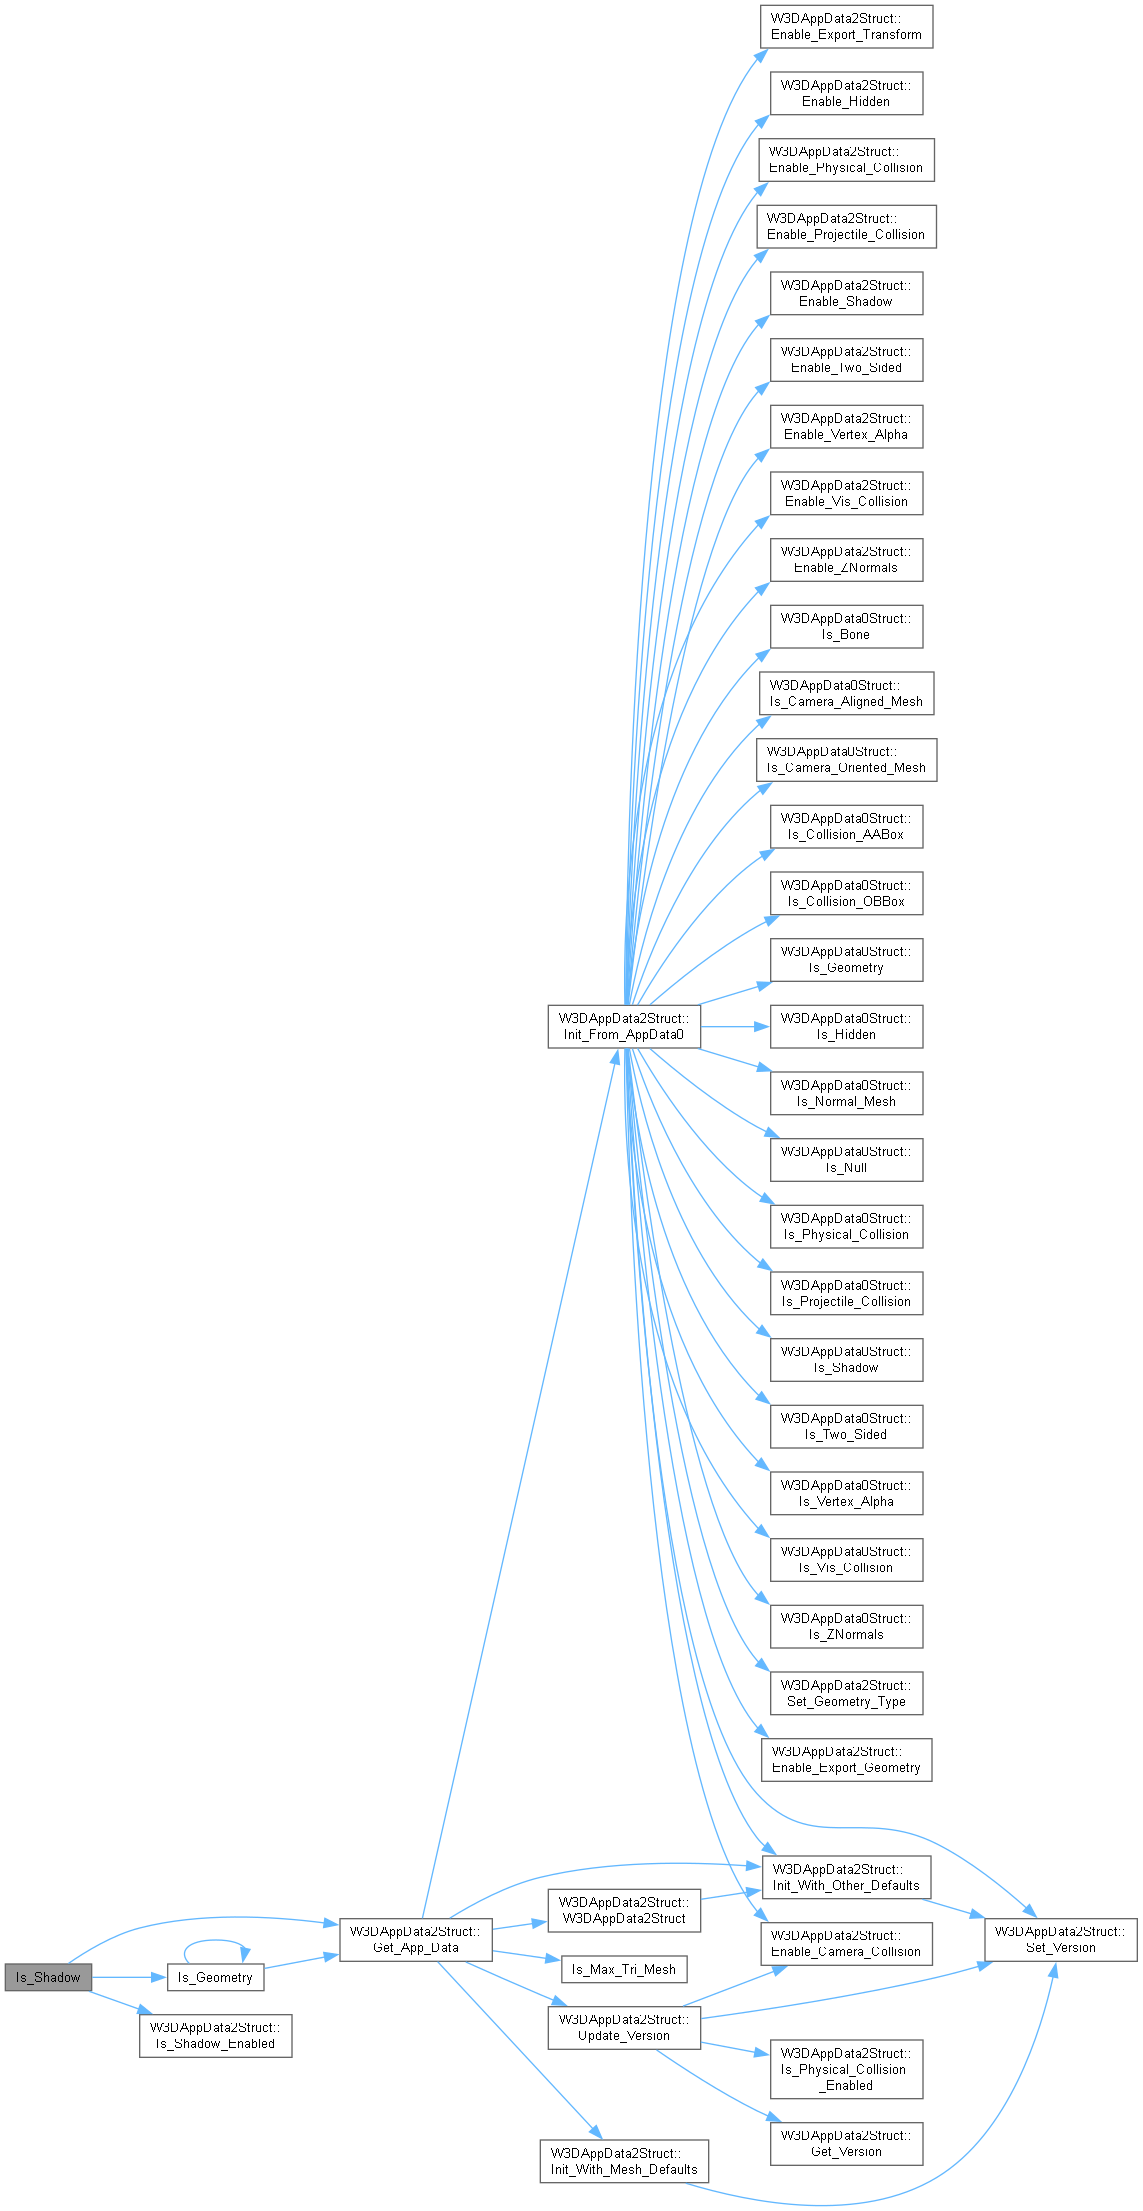 W3DAppData2Struct::
Enable_Export_Transform
W3DAppData2Struct::
Enable_Hidden
W3DAppData2Struct::
Enable_Physical_Collision
W3DAppData2Struct::
Enable_Projectile_Collision
W3DAppData2Struct::
Enable_Shadow
W3DAppData2Struct::
Enable_Two_Sided
W3DAppData2Struct::
Enable_Vertex_Alpha
W3DAppData2Struct::
Enable_Vis_Collision
W3DAppData2Struct::
Enable_ZNormals
W3DAppData0Struct::
Is_Bone
W3DAppData0Struct::
Is_Camera_Aligned_Mesh
W3DAppData0Struct::
Is_Camera_Oriented_Mesh
W3DAppData0Struct::
Is_Collision_AABox
W3DAppData0Struct::
Is_Collision_OBBox
W3DAppData0Struct::
Is_Geometry
W3DAppData2Struct::
Init_From_AppData0
W3DAppData0Struct::
Is_Hidden
W3DAppData0Struct::
Is_Normal_Mesh
W3DAppData0Struct::
Is_Null
W3DAppData0Struct::
Is_Physical_Collision
W3DAppData0Struct::
Is_Projectile_Collision
W3DAppData0Struct::
Is_Shadow
W3DAppData0Struct::
Is_Two_Sided
W3DAppData0Struct::
Is_Vertex_Alpha
W3DAppData0Struct::
Is_Vis_Collision
W3DAppData0Struct::
Is_ZNormals
W3DAppData2Struct::
Set_Geometry_Type
W3DAppData2Struct::
Enable_Export_Geometry
W3DAppData2Struct::
Init_With_Other_Defaults
W3DAppData2Struct::
W3DAppData2Struct
W3DAppData2Struct::
Get_App_Data
W3DAppData2Struct::
Enable_Camera_Collision
W3DAppData2Struct::
Set_Version
Is_Shadow
Is_Geometry
Is_Max_Tri_Mesh
W3DAppData2Struct::
Is_Shadow_Enabled
W3DAppData2Struct::
Update_Version
W3DAppData2Struct::
Is_Physical_Collision
_Enabled
W3DAppData2Struct::
Get_Version
W3DAppData2Struct::
Init_With_Mesh_Defaults